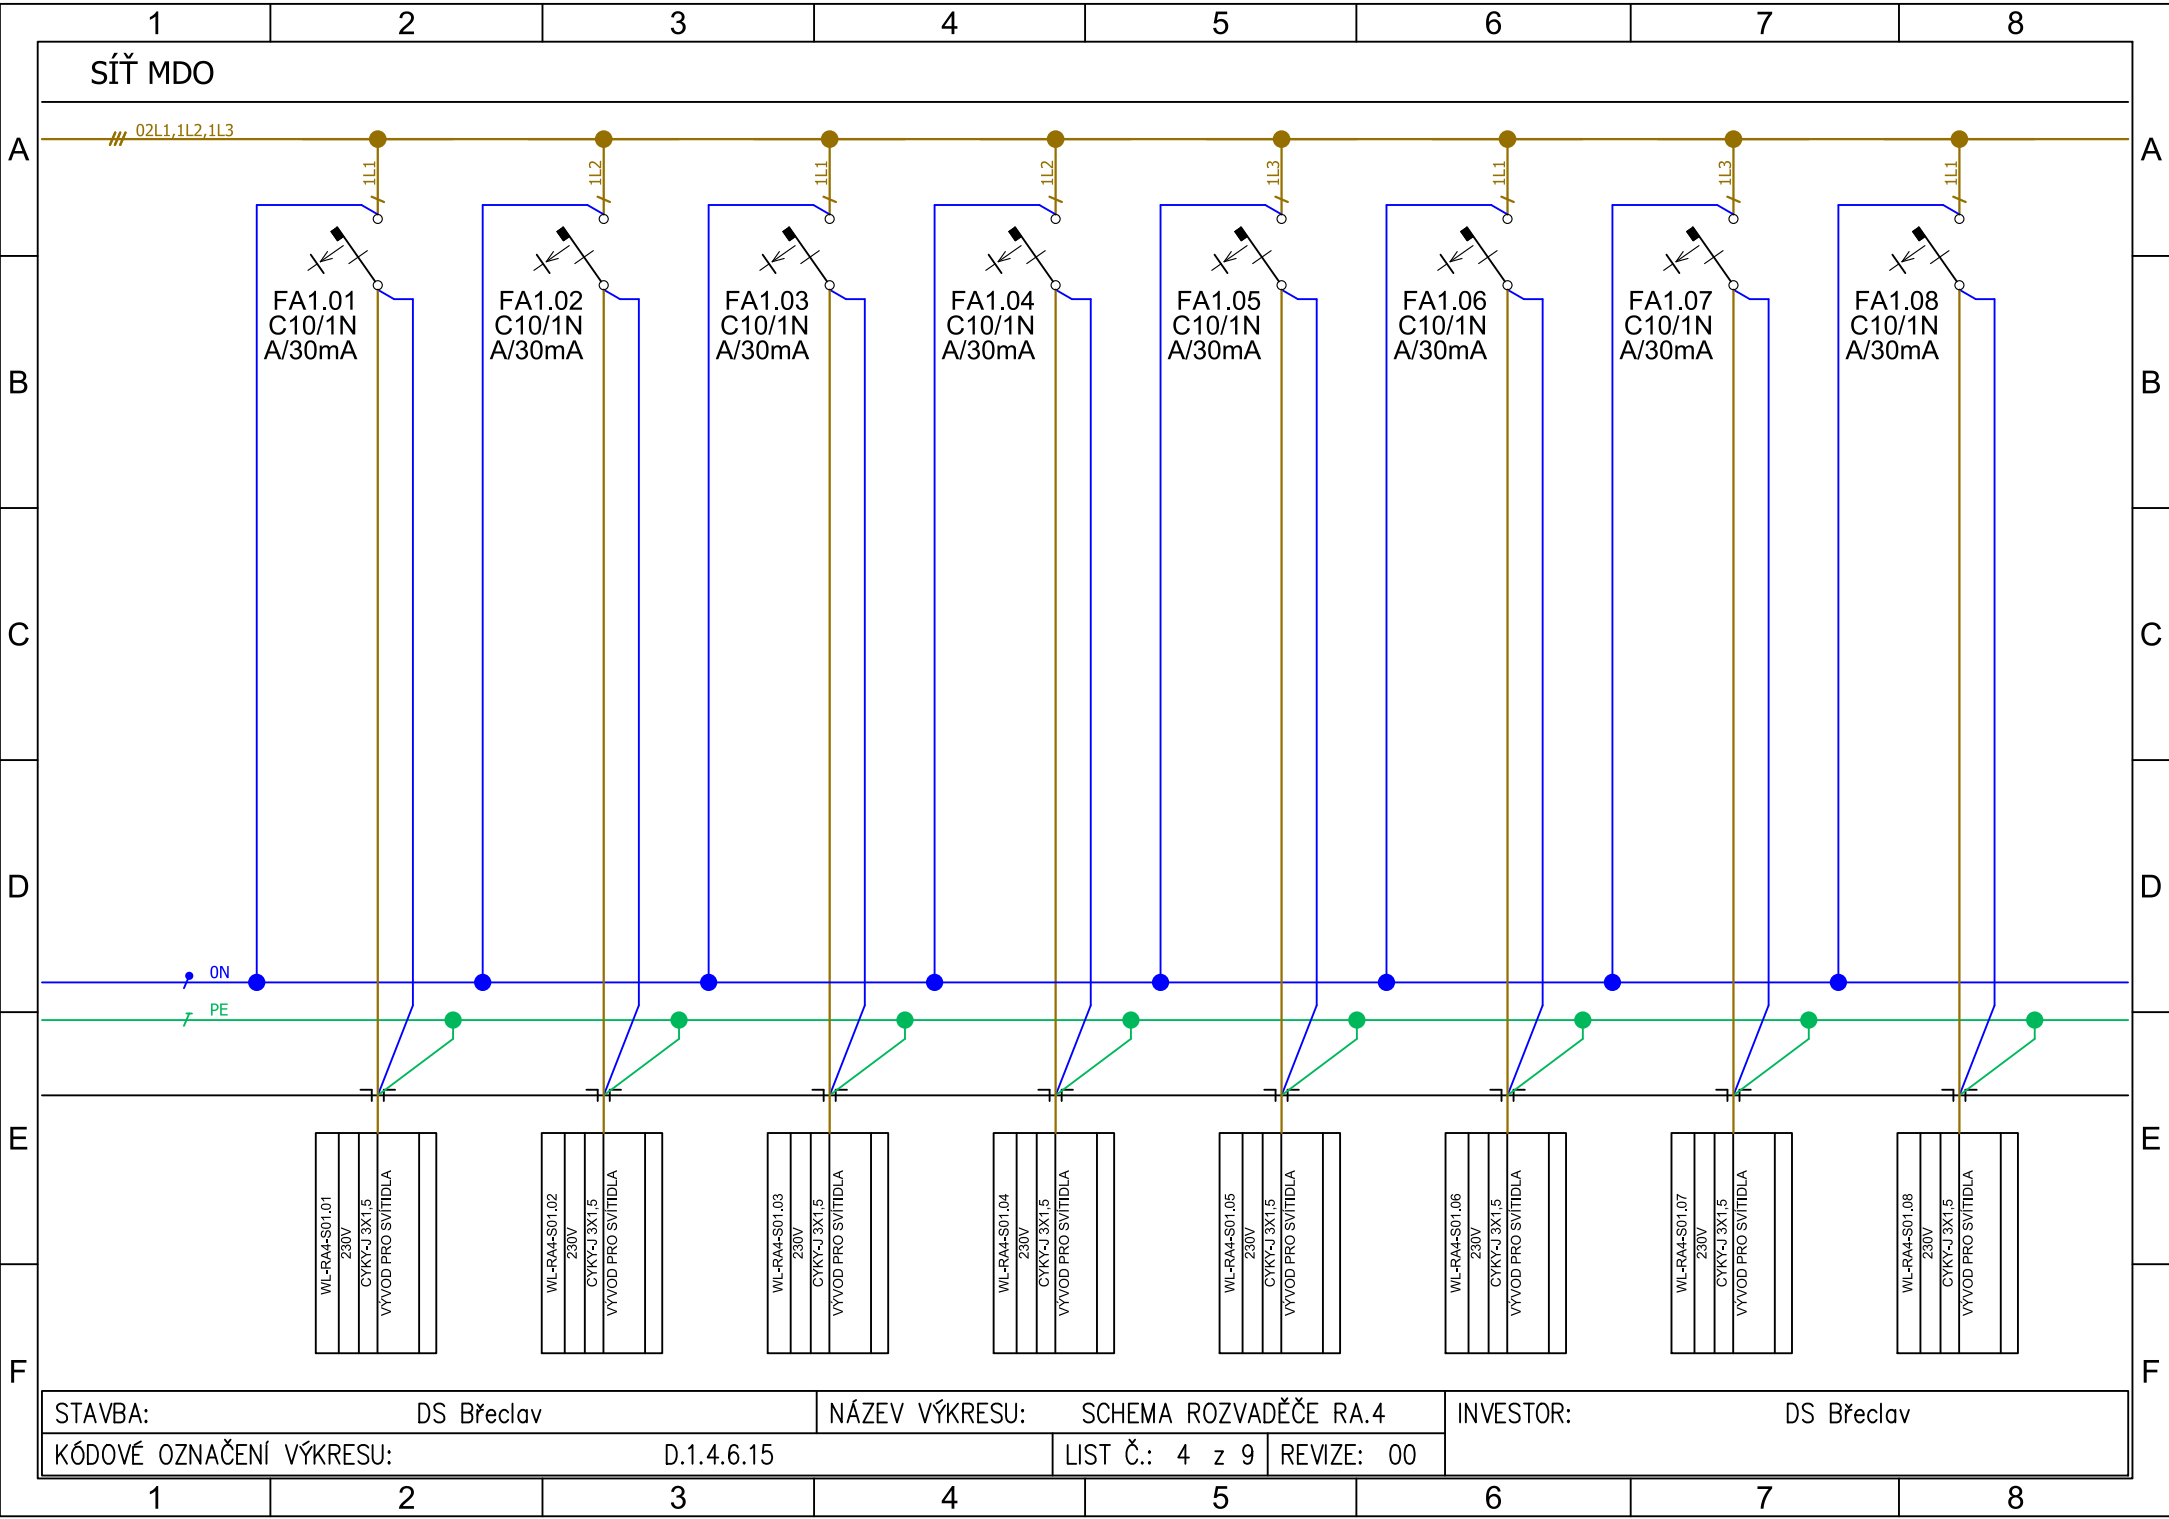 1 2 3 4 5 6 7 8
SÍŤ MDO
02L1,1L2,1L3
A A
1L1 1L2 1L1 1L2 1L3 1L1 1L3 1L1
FA1.01 FA1.02 FA1.03 FA1.04 FA1.05 FA1.06 FA1.07 FA1.08
C10/1N C10/1N C10/1N C10/1N C10/1N C10/1N C10/1N C10/1N
A/30mA A/30mA A/30mA A/30mA A/30mA A/30mA A/30mA A/30mA
B B
C C
D D
0N
PE
E E
WL-RA4-S01.01
230V
CYKY-J 3X1,5
VÝVOD PRO SVÍTIDLA
WL-RA4-S01.02
230V
CYKY-J 3X1,5
VÝVOD PRO SVÍTIDLA
WL-RA4-S01.03
230V
CYKY-J 3X1,5
VÝVOD PRO SVÍTIDLA
WL-RA4-S01.04
230V
CYKY-J 3X1,5
VÝVOD PRO SVÍTIDLA
WL-RA4-S01.05
230V
CYKY-J 3X1,5
VÝVOD PRO SVÍTIDLA
WL-RA4-S01.06
230V
CYKY-J 3X1,5
VÝVOD PRO SVÍTIDLA
WL-RA4-S01.07
230V
CYKY-J 3X1,5
VÝVOD PRO SVÍTIDLA
WL-RA4-S01.08
230V
CYKY-J 3X1,5
VÝVOD PRO SVÍTIDLA
F F
STAVBA: DS Břeclav NÁZEV VÝKRESU: SCHEMA ROZVADĚČE RA.4 INVESTOR: DS Břeclav
KÓDOVÉ OZNAČENÍ VÝKRESU: D.1.4.6.15 LIST Č.: 4 z 9 REVIZE: 00
1 2 3 4 5 6 7 8